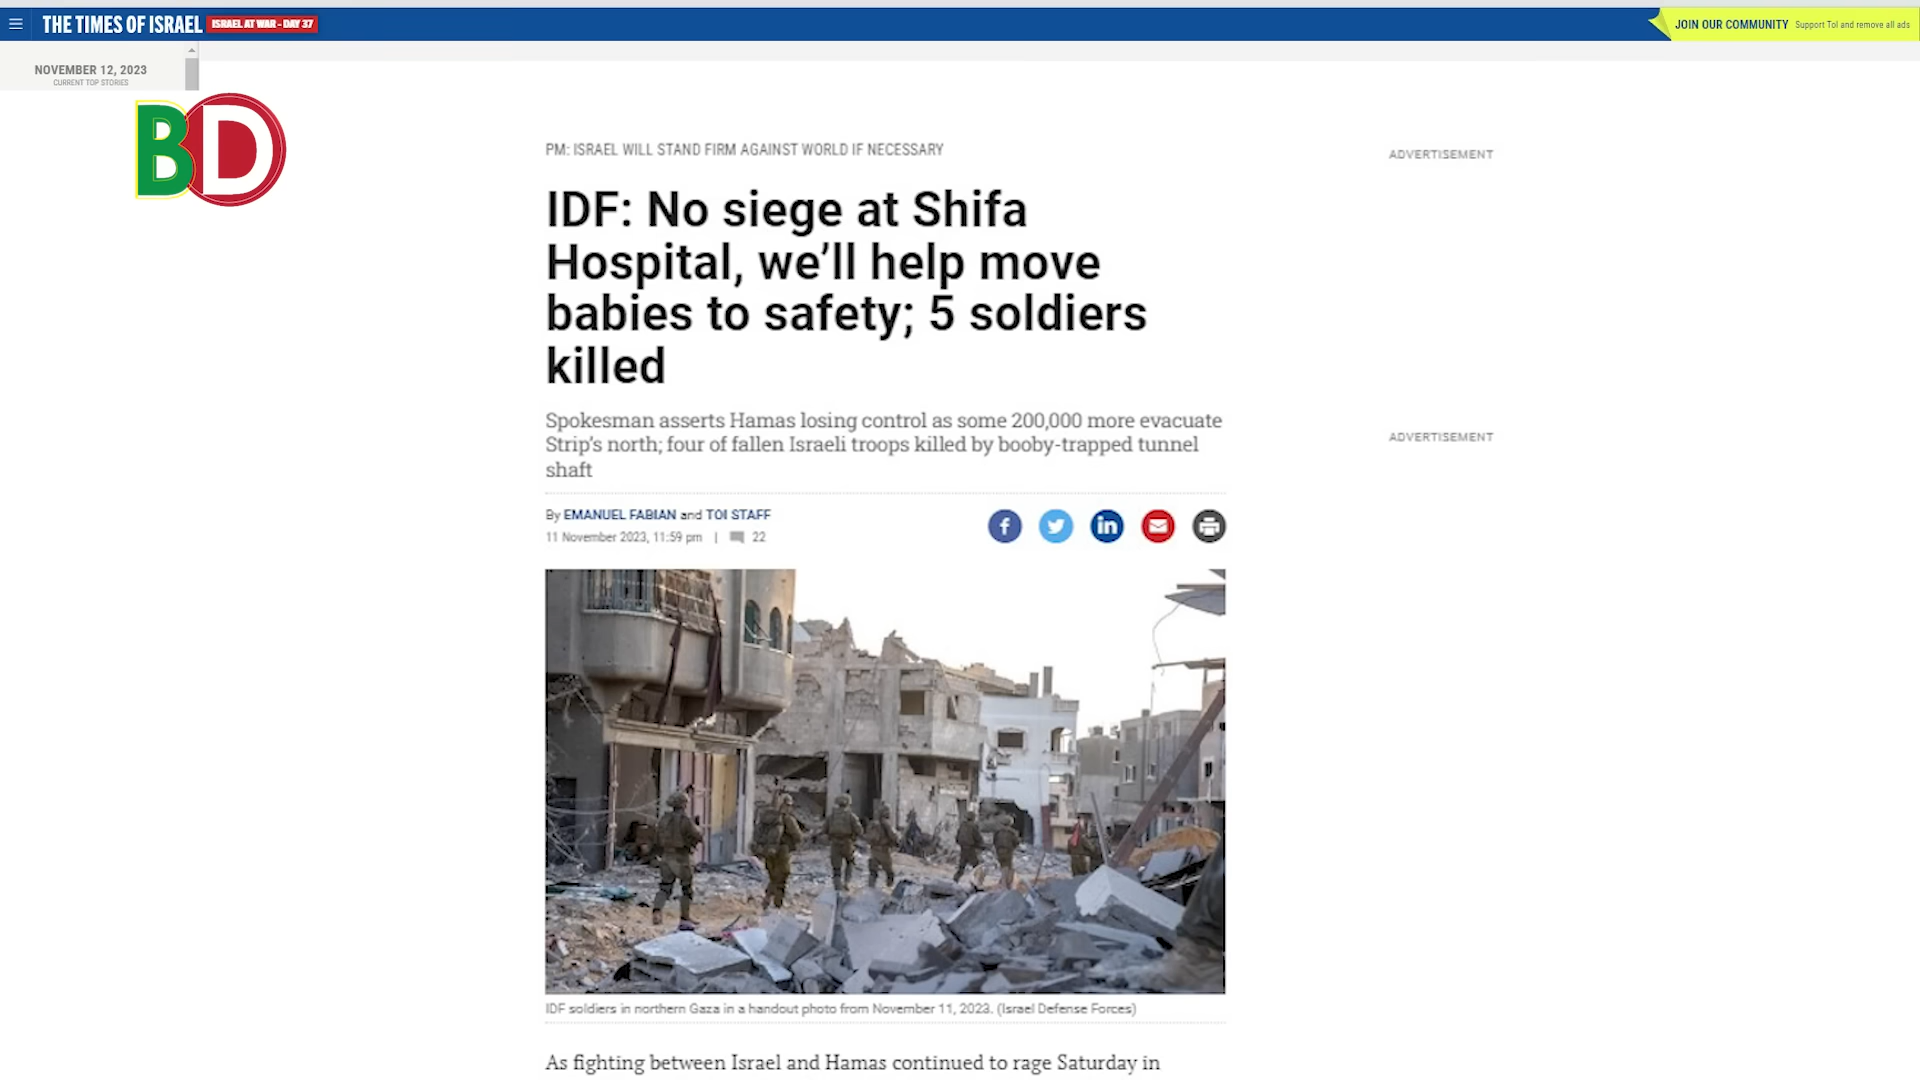 THE TIMES OF ISRAEL
ISRAEL AT WAR - DAY 37
JOIN OUR COMMUNITY Support ToI and remove all ads
NOVEMBER 12, 2023
CURRENT TOP STORIES
BD
PM: ISRAEL WILL STAND FIRM AGAINST WORLD IF NECESSARY
ADVERTISEMENT
IDF: No siege at Shifa
Hospital, we’ll help move
babies to safety; 5 soldiers
killed
Spokesman asserts Hamas losing control as some 200,000 more evacuate
Strip’s north; four of fallen Israeli troops killed by booby-trapped tunnel
shaft
ADVERTISEMENT
By EMANUEL FABIAN and TOI STAFF
11 November 2023, 11:59 pm | 22
f
in
IDF soldiers in northern Gaza in a handout photo from November 11, 2023. (Israel Defense Forces)
As fighting between Israel and Hamas continued to rage Saturday in